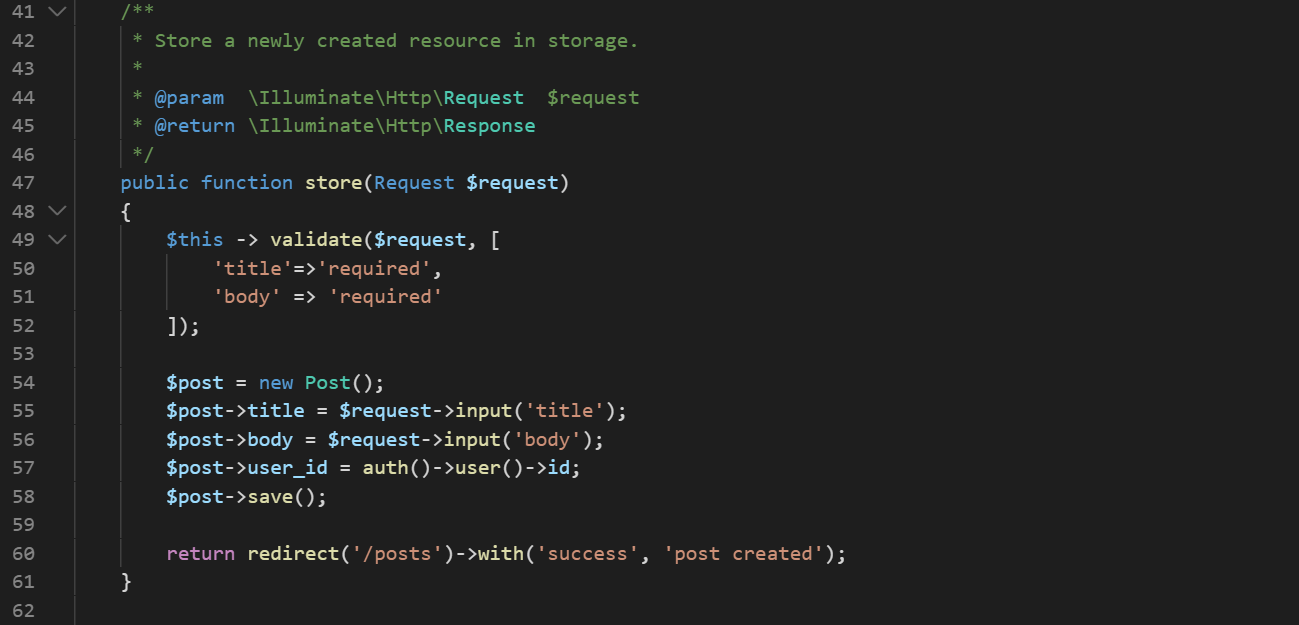 41 /**
42 * Store a newly created resource in storage.
43 *
44 * @param  \Illuminate\Http\Request  $request
45 * @return \Illuminate\Http\Response
46 */
47 public function store(Request $request)
48 {
49 $this -> validate($request, [
50 'title'=>'required',
51 'body' => 'required'
52 ]);
53
54 $post = new Post();
55 $post->title = $request->input('title');
56 $post->body = $request->input('body');
57 $post->user_id = auth()->user()->id;
58 $post->save();
59
60 return redirect('/posts')->with('success', 'post created');
61 }
62